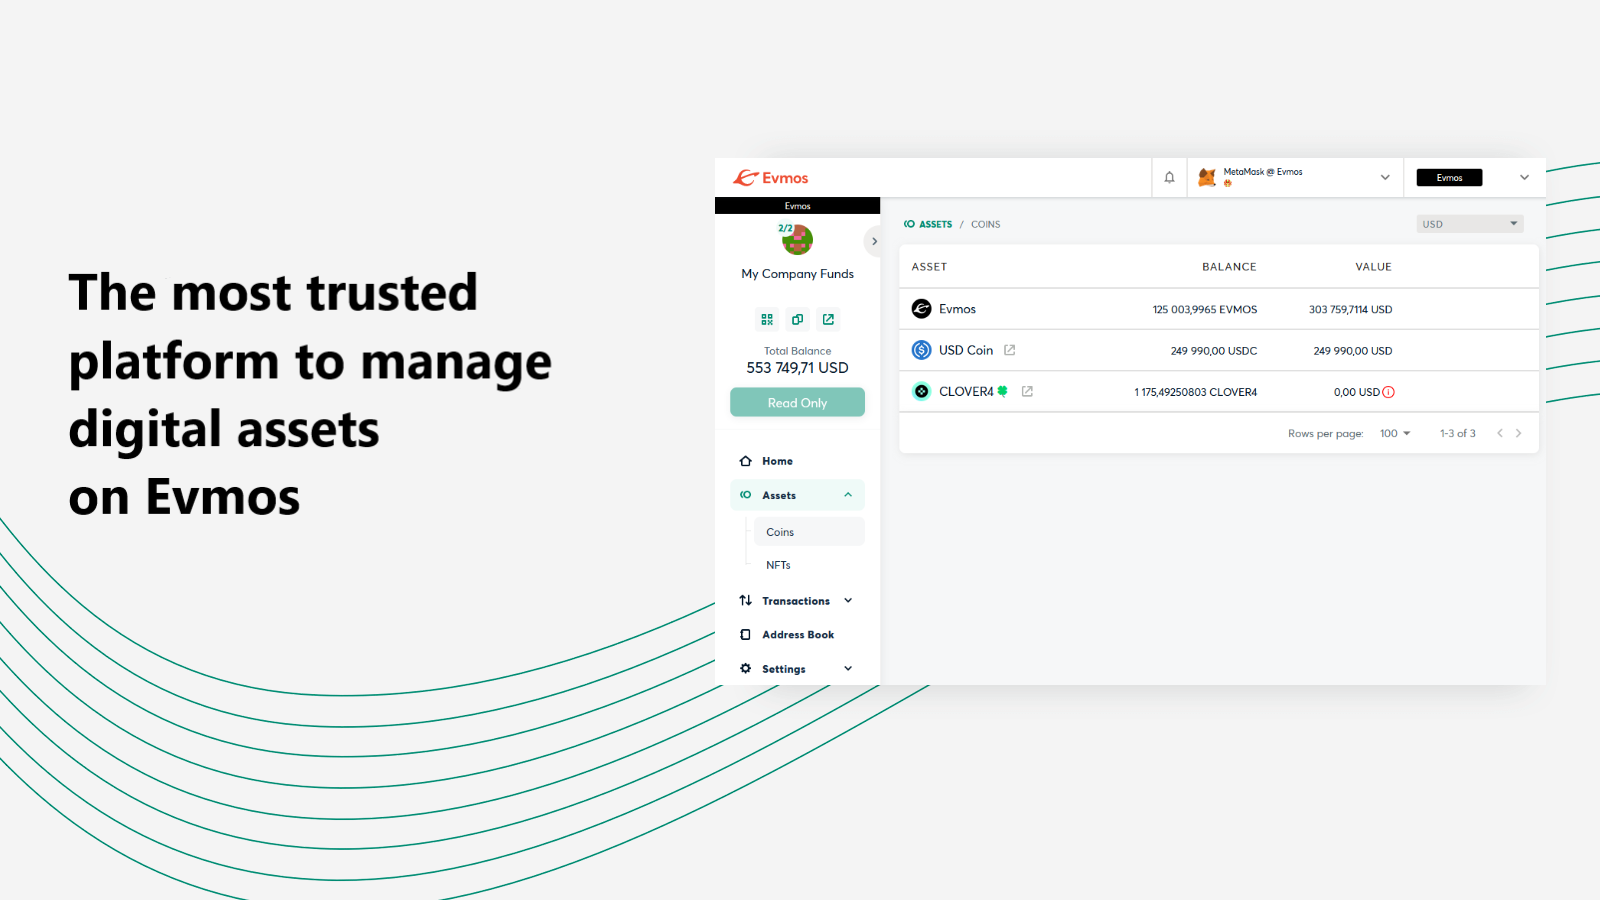 The most trusted
platform to manage
digital assets
on Evmos
Evmos
MetaMask @ Evmos
Evmos
Evmos
2/2
My Company Funds
Total Balance
553 749,71 USD
Read Only
Home
Assets
Coins
NFTs
Transactions
Address Book
Settings
ASSETS / COINS
USD
ASSET BALANCE VALUE
Evmos 125 003,9965 EVMOS 303 759,7114 USD
USD Coin 249 990,00 USDC 249 990,00 USD
CLOVER4🍀 1 175,49250803 CLOVER4 0,00 USD
Rows per page: 100 1-3 of 3